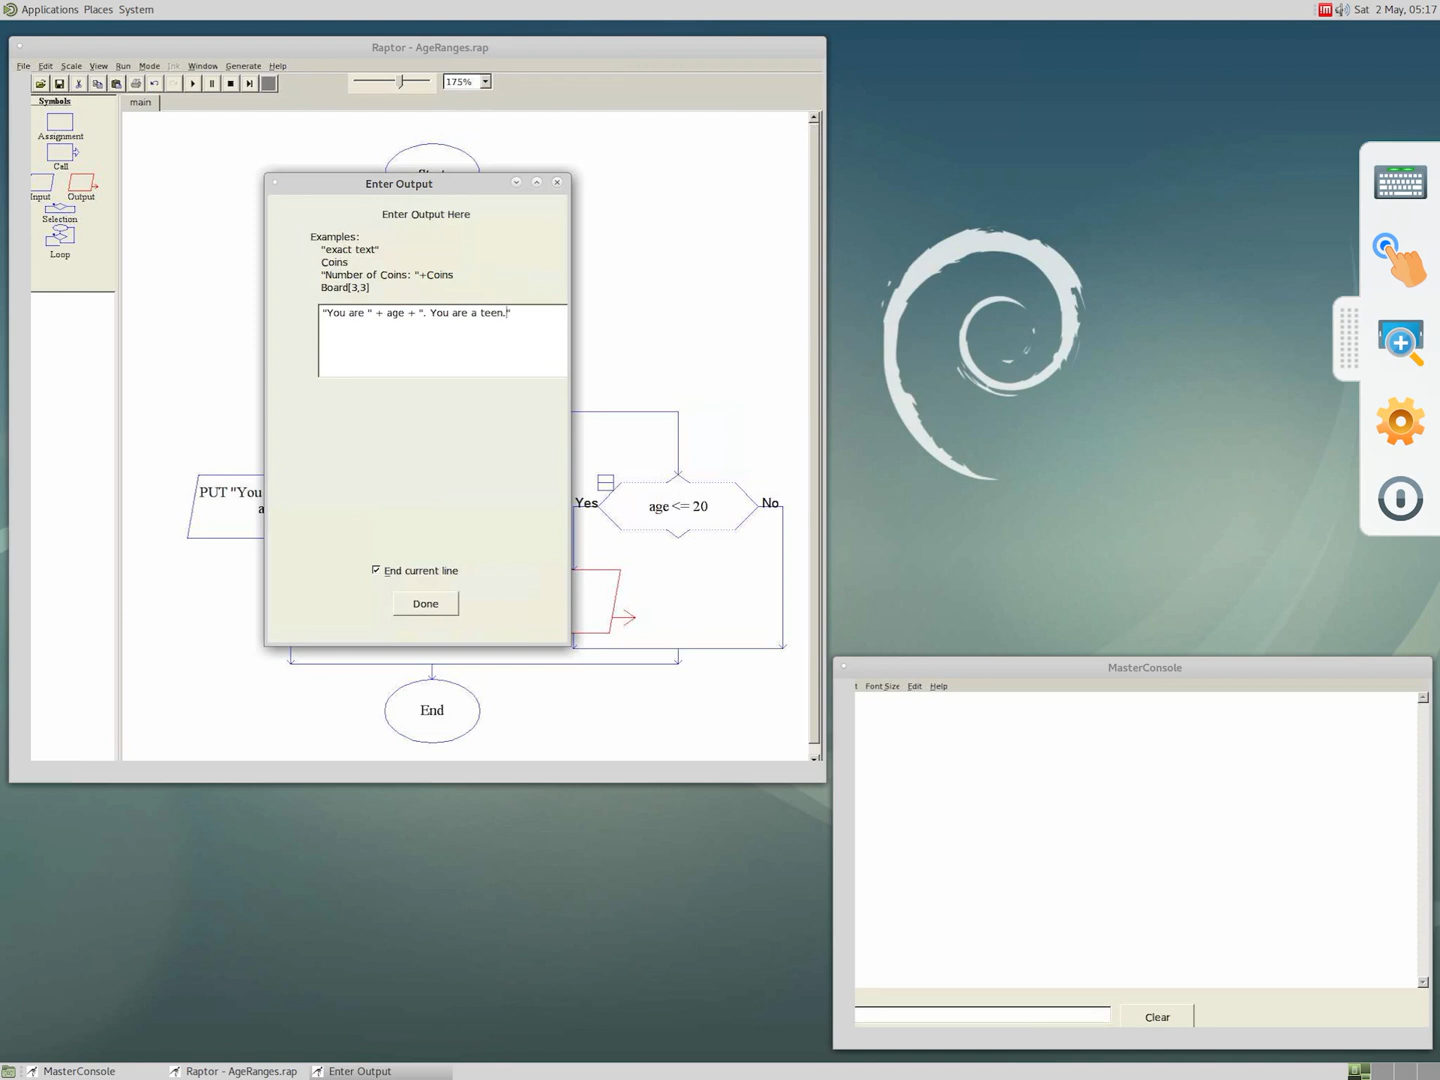 Applications Places System
Sat 2 May, 05:17
Raptor - AgeRanges.rap
File Edit Scale View Run Mode Ink Window Generate Help
175%
Symbols
main
Assignment
Call
Input Output
Selection
Loop
Enter Output
Enter Output Here
Examples:
"exact text"
Coins
"Number of Coins: "+Coins
Board[3,3]
"You are " + age + ". You are a teen."
PUT "You
a
Yes
age <= 20
No
End current line
Done
End
MasterConsole
t Font Size Edit Help
Clear
MasterConsole
Raptor - AgeRanges.rap
Enter Output